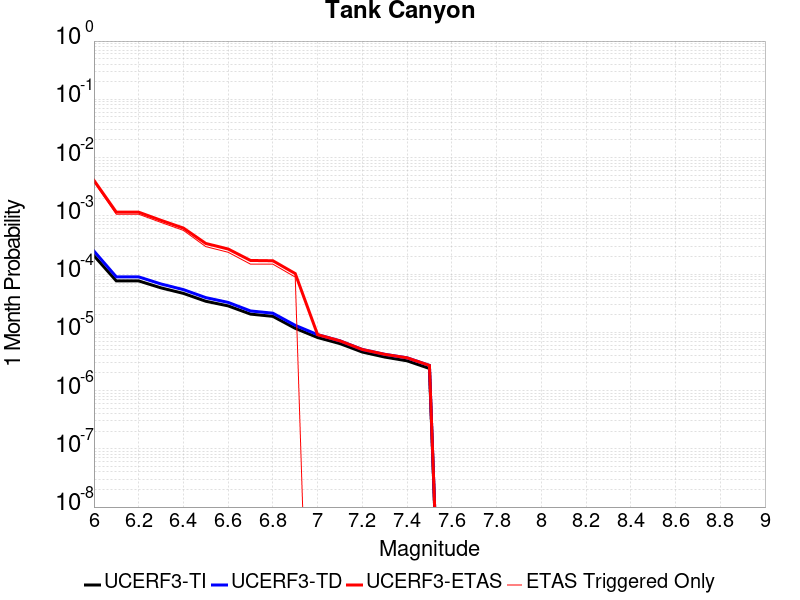 Tank Canyon
10^0
10^-1
10^-2
10^-3
10^-4
10^-5
10^-6
10^-7
10^-8
1 Month Probability
6 6.2 6.4 6.6 6.8 7 7.2 7.4 7.6 7.8 8 8.2 8.4 8.6 8.8 9
Magnitude
UCERF3-TI UCERF3-TD UCERF3-ETAS ETAS Triggered Only